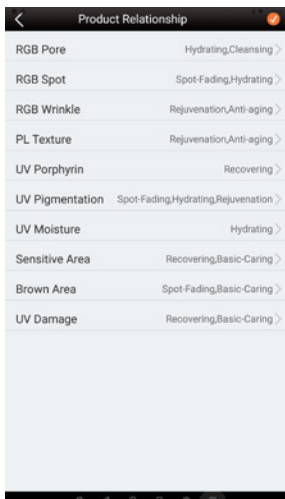 Product Relationship
RGB Pore Hydrating,Cleansing
RGB Spot Spot-Fading,Hydrating
RGB Wrinkle Rejuvenation,Anti-aging
PL Texture Rejuvenation,Anti-aging
UV Porphyrin Recovering
UV Pigmentation Spot-Fading,Hydrating,Rejuvenation
UV Moisture Hydrating
Sensitive Area Recovering,Basic-Caring
Brown Area Spot-Fading,Basic-Caring
UV Damage Recovering,Basic-Caring